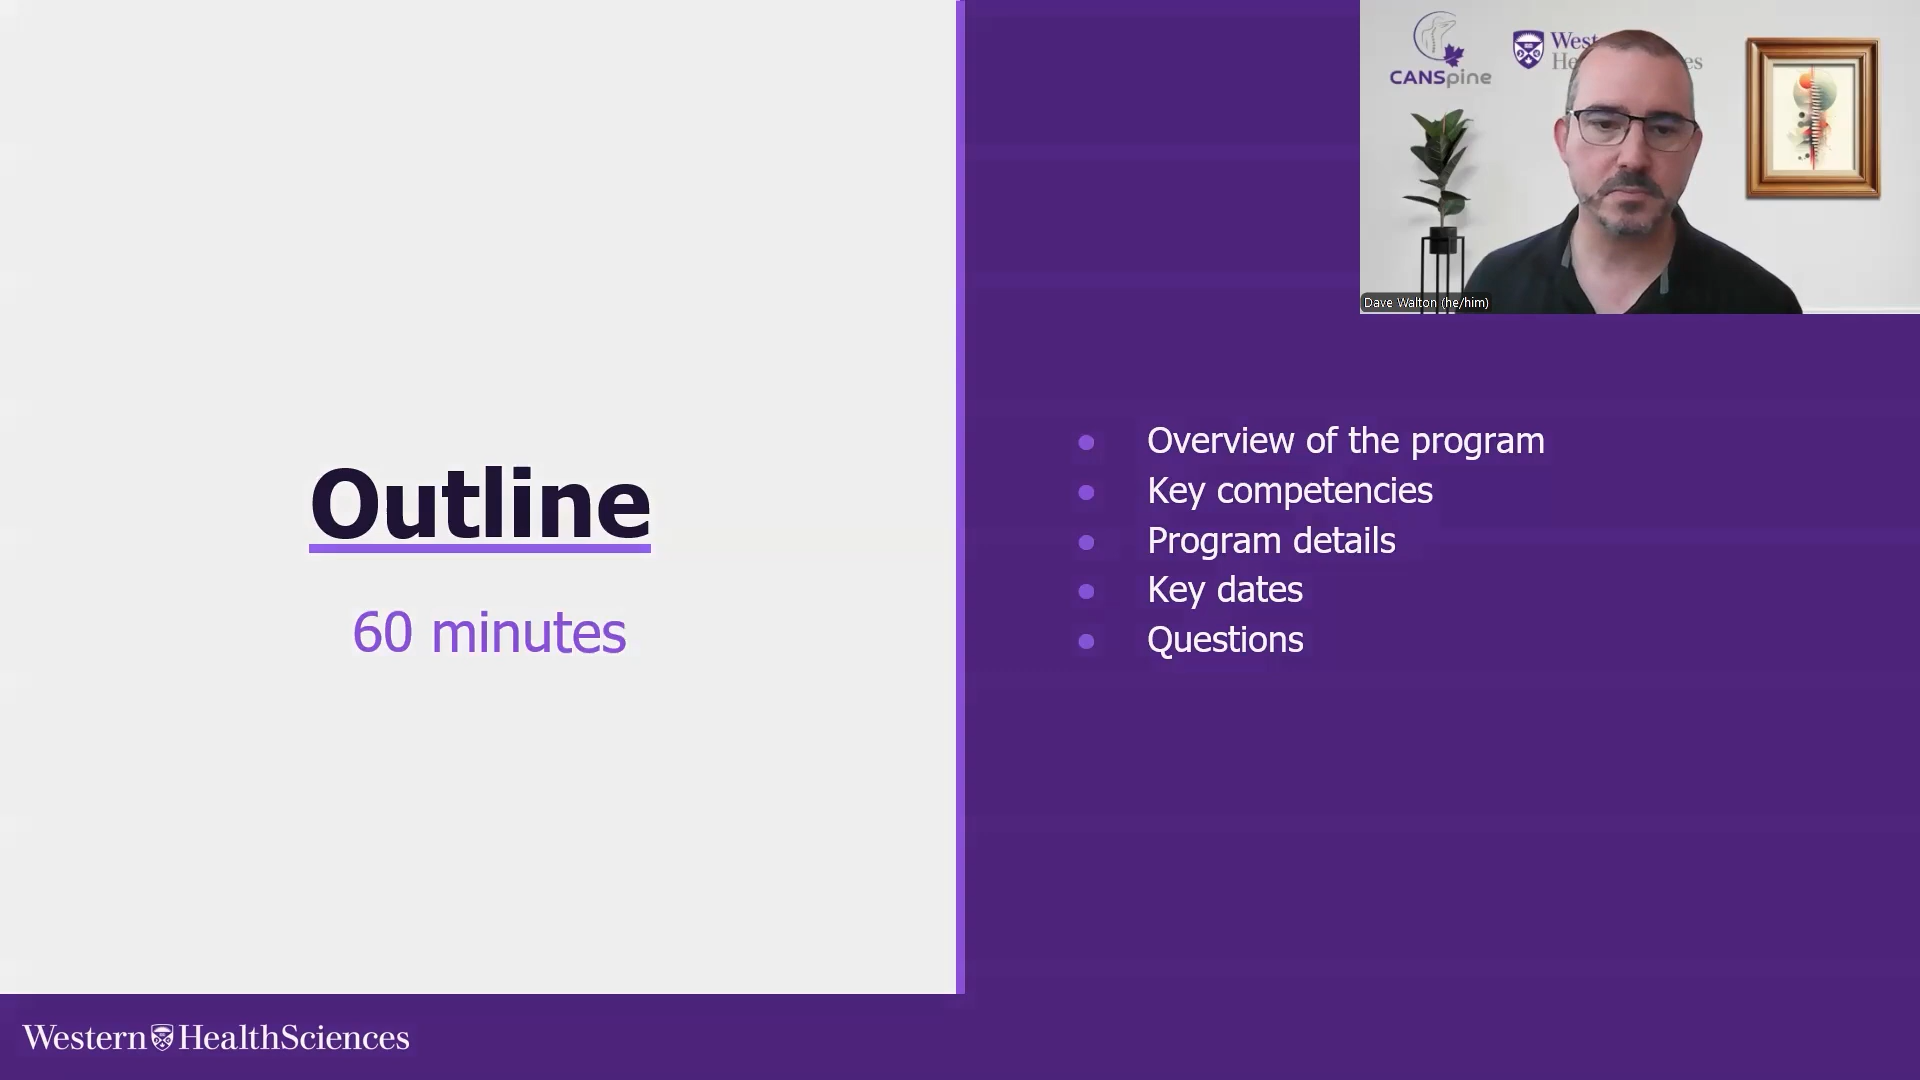 Outline
60 minutes
Overview of the program
Key competencies
Program details
Key dates
Questions
CANSpine
Dave Walton (he/him)
Western HealthSciences